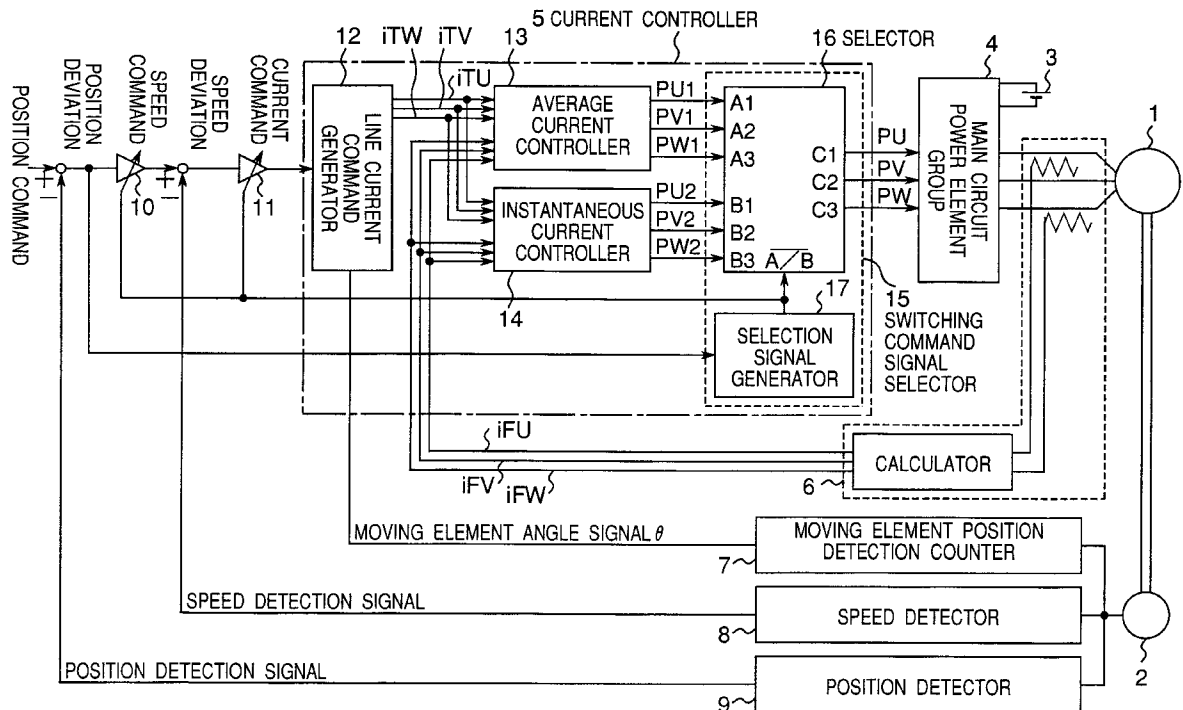 5 CURRENT CONTROLLER
12
iTW
iTV
13
iTU
16 SELECTOR
4
3
1
POSITION COMMAND
POSITION
DEVIATION
SPEED
COMMAND
SPEED
DEVIATION
CURRENT
COMMAND
+
−
10
+
−
11
LINE CURRENT
COMMAND
GENERATOR
AVERAGE
CURRENT
CONTROLLER
PU1
PV1
PW1
A1
A2
A3
C1
C2
C3
PU
PV
PW
MAIN CIRCUIT
POWER ELEMENT
GROUP
INSTANTANEOUS
CURRENT
CONTROLLER
PU2
PV2
PW2
B1
B2
B3
A/B
14
17
15
SWITCHING
COMMAND
SIGNAL
SELECTOR
SELECTION
SIGNAL
GENERATOR
iFU
iFV
iFW
6
CALCULATOR
MOVING ELEMENT ANGLE SIGNAL θ
7
MOVING ELEMENT POSITION
DETECTION COUNTER
SPEED DETECTION SIGNAL
8
SPEED DETECTOR
2
POSITION DETECTION SIGNAL
9
POSITION DETECTOR